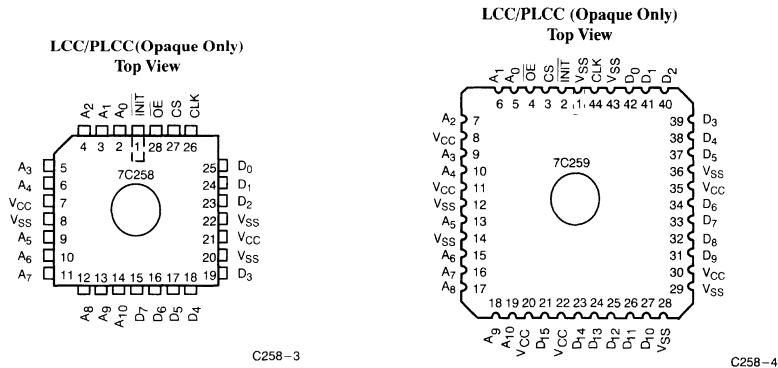 LCC/PLCC(Opaque Only)
Top View
A2 A1 A0 INIT OE CS CLK
4 3 2 1 28 27 26
7C258
A3 5 25 D0
A4 6 24 D1
VCC 7 23 D2
VSS 8 22 VSS
A5 9 21 VCC
A6 10 20 VSS
A7 11 19 D3
12 13 14 15 16 17 18
A8 A9 A10 D7 D6 D5 D4
C258-3
LCC/PLCC (Opaque Only)
Top View
A1 A0 OE CS INIT VSS CLK VSS D0 D1 D2
6 5 4 3 2 1 44 43 42 41 40
7C259
A2 7 39 D3
VCC 8 38 D4
A3 9 37 D5
A4 10 36 VSS
VCC 11 35 VCC
VSS 12 34 D6
A5 13 33 D7
VSS 14 32 D8
A6 15 31 D9
A7 16 30 VCC
A8 17 29 VSS
18 19 20 21 22 23 24 25 26 27 28
A9 A10 VCC D15 VCC D14 D13 D12 D11 D10 VSS
C258-4